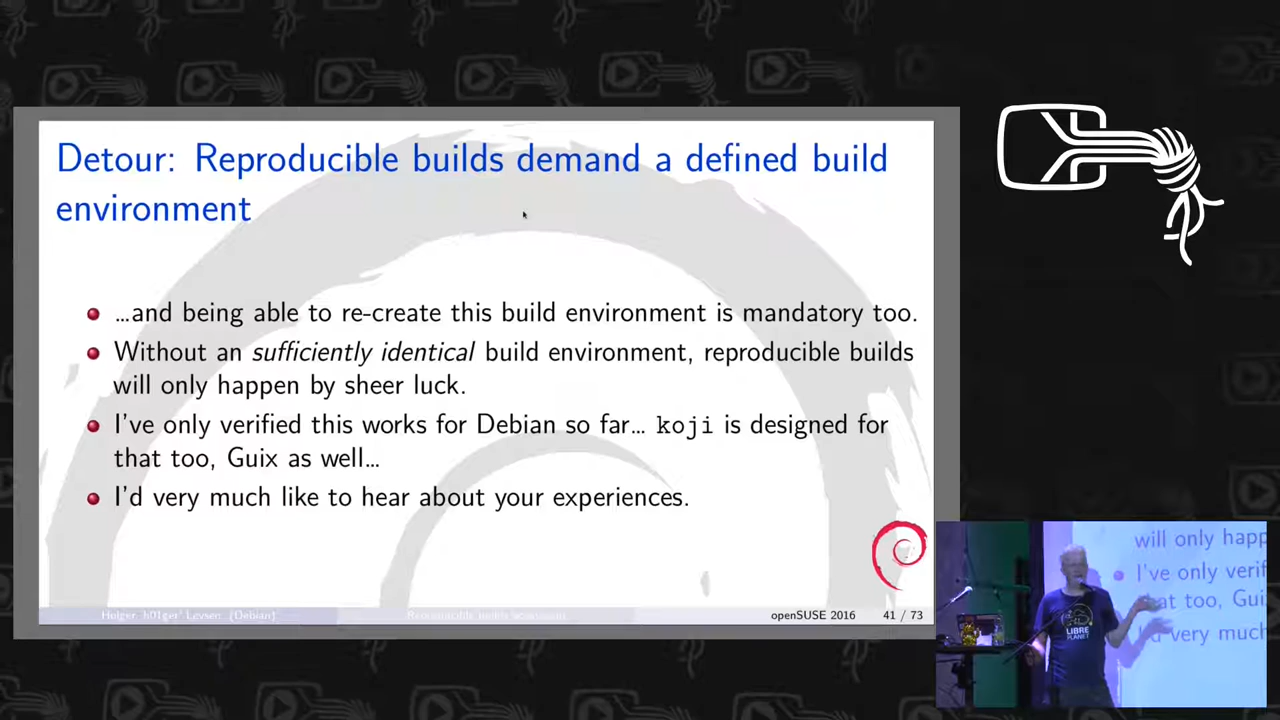 Detour: Reproducible builds demand a defined build
environment
…and being able to re-create this build environment is mandatory too.
Without an sufficiently identical build environment, reproducible builds
will only happen by sheer luck.
I've only verified this works for Debian so far… koji is designed for
that too, Guix as well…
I'd very much like to hear about your experiences.
Holger 'h01ger' Levsen (Debian)
openSUSE 2016 41 / 73
will only happ
I've only verif
at too, Gui
very much
LIBRE
PLANET